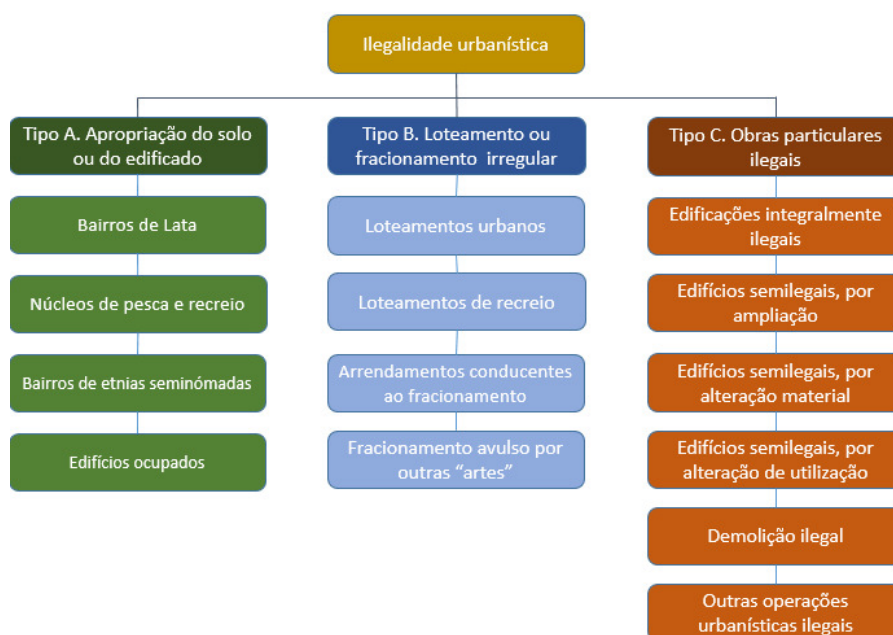 Ilegalidade urbanística
Tipo A. Apropriação do solo
ou do edificado
Bairros de Lata
Núcleos de pesca e recreio
Bairros de etnias seminómadas
Edifícios ocupados
Tipo B. Loteamento ou
fracionamento irregular
Loteamentos urbanos
Loteamentos de recreio
Arrendamentos conducentes
ao fracionamento
Fracionamento avulso por
outras “artes”
Tipo C. Obras particulares
ilegais
Edificações integralmente
ilegais
Edifícios semilegais, por
ampliação
Edifícios semilegais, por
alteração material
Edifícios semilegais, por
alteração de utilização
Demolição ilegal
Outras operações
urbanísticas ilegais